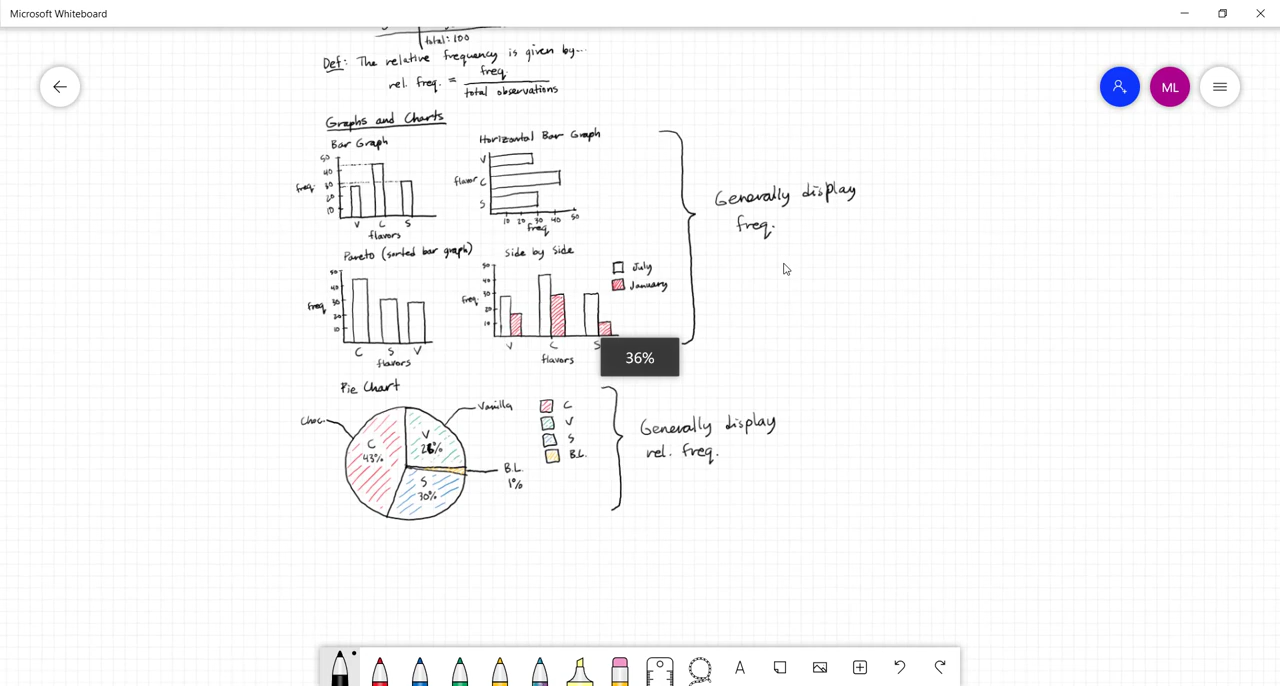 Microsoft Whiteboard
total: 100
Def: The relative frequency is given by...
rel. freq. = freq.
total observations
ML
Graphs and Charts
Bar Graph
50
40
30
20
10
freq.
V C S
flavors
Horizontal Bar Graph
V
flavor C
S
10 20 30 40 50
freq
Generally display
freq.
Pareto (sorted bar graph)
50
40
30
20
10
freq
C S V
flavors
Side by Side
50
40
30
20
10
freq.
V C S
flavors
July
January
36%
Pie Chart
Choc.
Vanilla
C
43%
V
26%
S
30%
B.L.
1%
C
V
S
B.L.
Generally display
rel. freq.
A